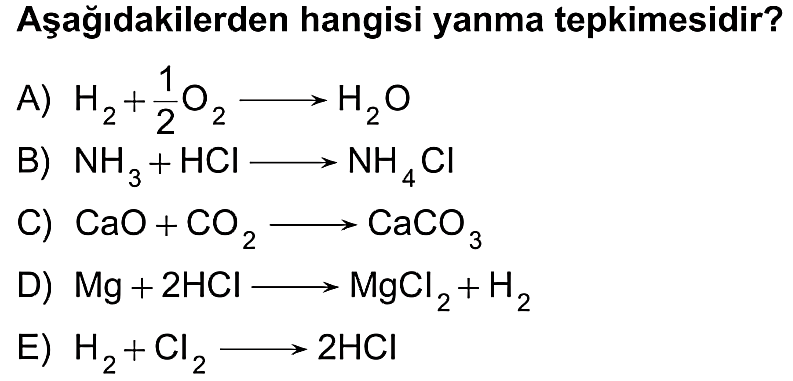 Aşağıdakilerden hangisi yanma tepkimesidir?
A) H₂ + 1/2 O₂ ⟶ H₂O
B) NH₃ + HCl ⟶ NH₄Cl
C) CaO + CO₂ ⟶ CaCO₃
D) Mg + 2HCl ⟶ MgCl₂ + H₂
E) H₂ + Cl₂ ⟶ 2HCl